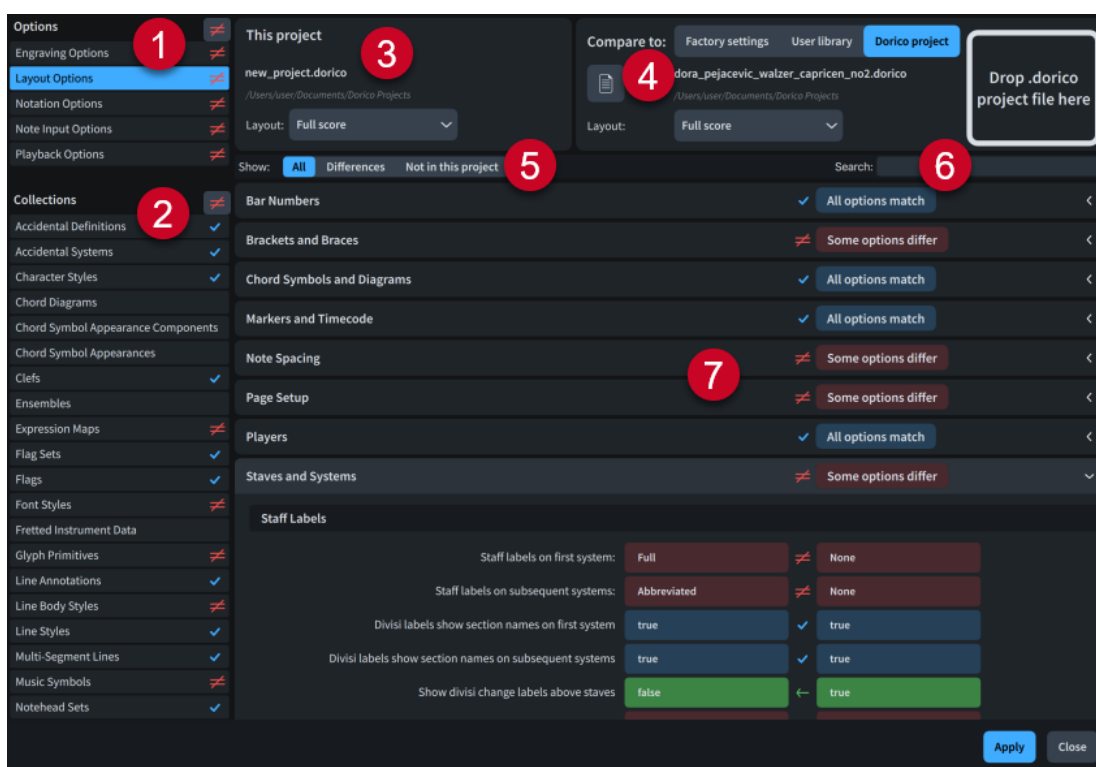 Options
1
Engraving Options
Layout Options
Notation Options
Note Input Options
Playback Options
Collections
2
Accidental Definitions
Accidental Systems
Character Styles
Chord Diagrams
Chord Symbol Appearance Components
Chord Symbol Appearances
Clefs
Ensembles
Expression Maps
Flag Sets
Flags
Font Styles
Fretted Instrument Data
Glyph Primitives
Line Annotations
Line Body Styles
Line Styles
Multi-Segment Lines
Music Symbols
Notehead Sets
This project
3
new_project.dorico
/Users/user/Documents/Dorico Projects
Layout: Full score
Compare to: Factory settings User library Dorico project
4
dora_pejacevic_walzer_capricen_no2.dorico
/Users/user/Documents/Dorico Projects
Layout: Full score
Drop .dorico
project file here
Show: All Differences Not in this project 5
Search: 6
Bar Numbers All options match
Brackets and Braces Some options differ
Chord Symbols and Diagrams All options match
Markers and Timecode All options match
Note Spacing Some options differ
7
Page Setup Some options differ
Players All options match
Staves and Systems Some options differ
Staff Labels
Staff labels on first system: Full None
Staff labels on subsequent systems: Abbreviated None
Divisi labels show section names on first system true true
Divisi labels show section names on subsequent systems true true
Show divisi change labels above staves false true
Apply Close